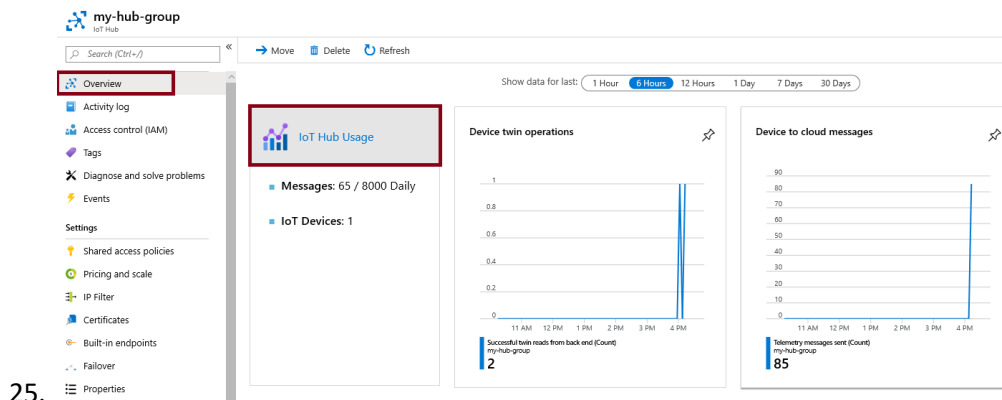 my-hub-group
IoT Hub
Search (Ctrl+/)
«
Move Delete Refresh
Overview
Activity log
Access control (IAM)
Tags
Diagnose and solve problems
Events
Settings
Shared access policies
Pricing and scale
IP Filter
Certificates
Built-in endpoints
Failover
Properties
25.
Show data for last: 1 Hour 6 Hours 12 Hours 1 Day 7 Days 30 Days
IoT Hub Usage
Messages: 65 / 8000 Daily
IoT Devices: 1
Device twin operations
1
0.8
0.6
0.4
0.2
0
11 AM 12 PM 1 PM 2 PM 3 PM 4 PM
Successful twin reads from back end (Count)
my-hub-group
2
Device to cloud messages
90
80
70
60
50
40
30
20
10
0
11 AM 12 PM 1 PM 2 PM 3 PM 4 PM
Telemetry messages sent (Count)
my-hub-group
85